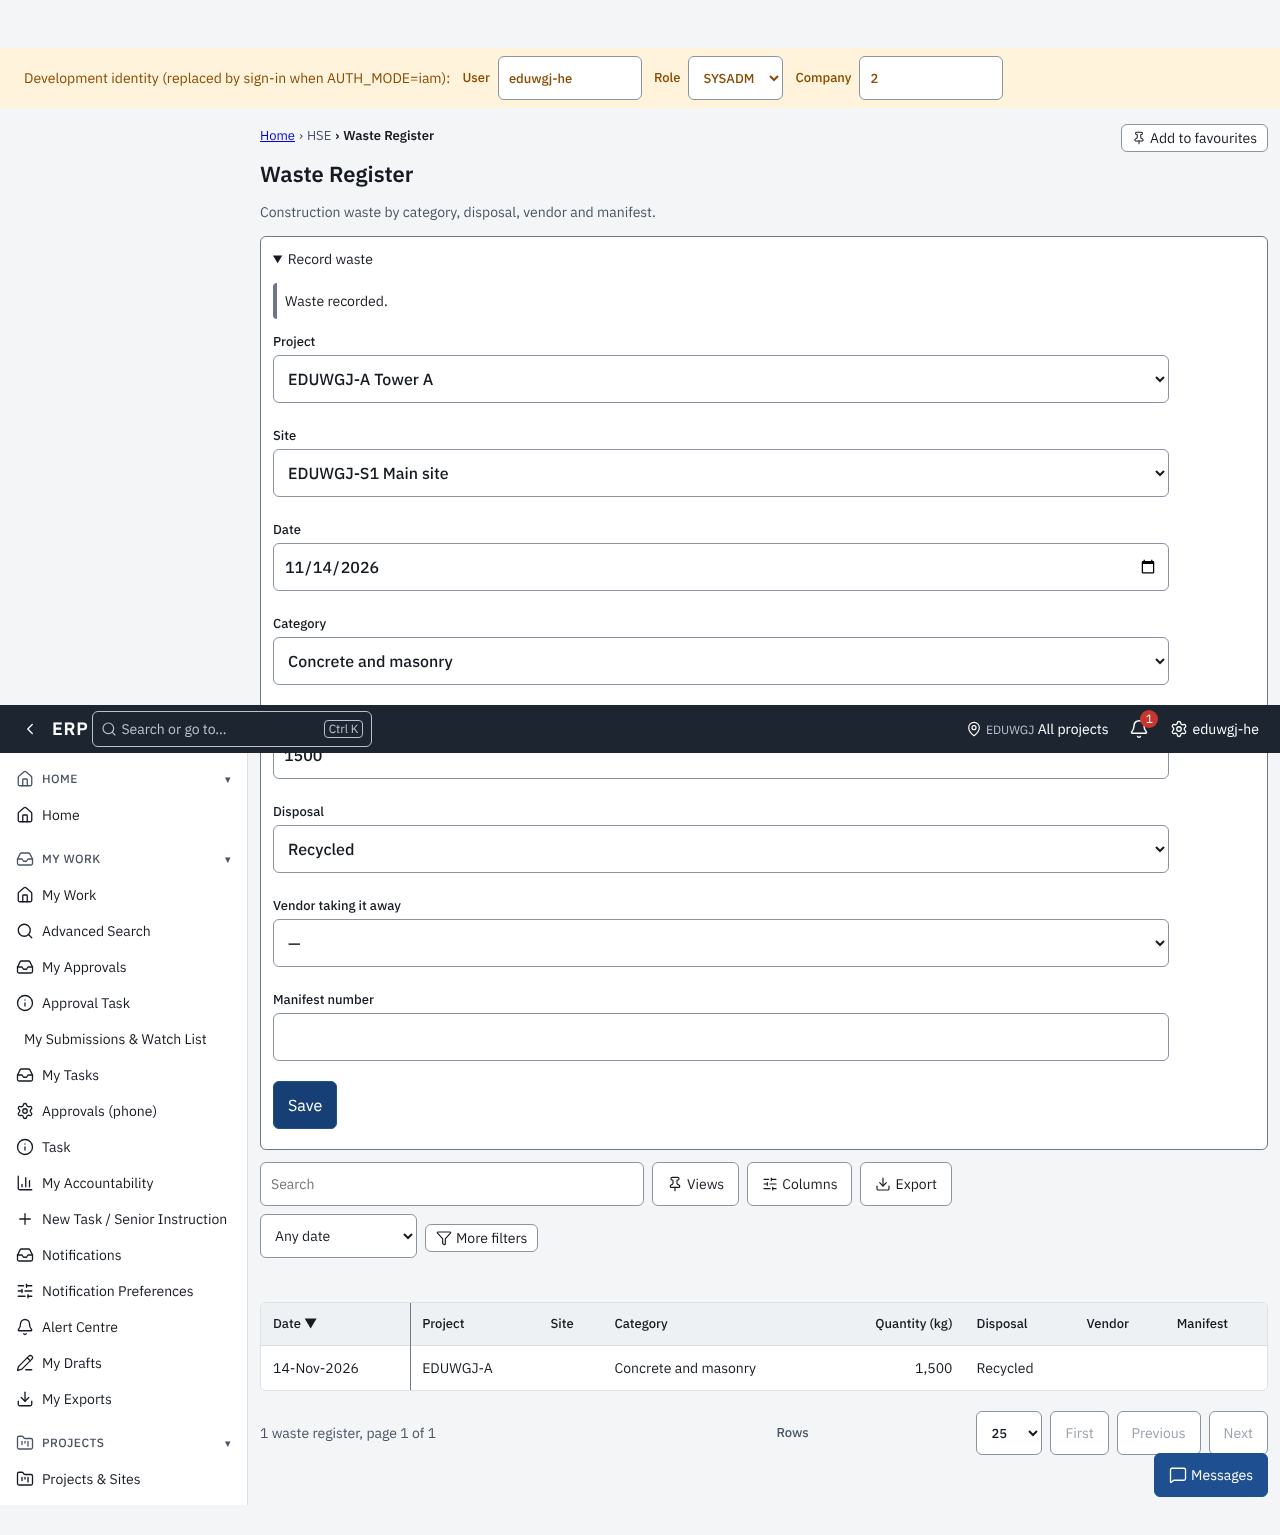 Development identity (replaced by sign-in when AUTH_MODE=iam): User eduwgj-he Role SYSADM Company 2
Home › HSE › Waste Register
Add to favourites
Waste Register
Construction waste by category, disposal, vendor and manifest.
▼ Record waste
Waste recorded.
Project
EDUWGJ-A Tower A
Site
EDUWGJ-S1 Main site
Date
11/14/2026
Category
Concrete and masonry
ERP Search or go to... Ctrl K EDUWGJ All projects 1 eduwgj-he
1500
Disposal
Recycled
Vendor taking it away
—
Manifest number
Save
HOME ▾
Home
MY WORK ▾
My Work
Advanced Search
My Approvals
Approval Task
My Submissions & Watch List
My Tasks
Approvals (phone)
Task
My Accountability
New Task / Senior Instruction
Notifications
Notification Preferences
Alert Centre
My Drafts
My Exports
PROJECTS ▾
Projects & Sites
Search Views Columns Export
Any date More filters
Date ▼ Project Site Category Quantity (kg) Disposal Vendor Manifest
14-Nov-2026 EDUWGJ-A Concrete and masonry 1,500 Recycled
1 waste register, page 1 of 1 Rows 25 First Previous Next
Messages